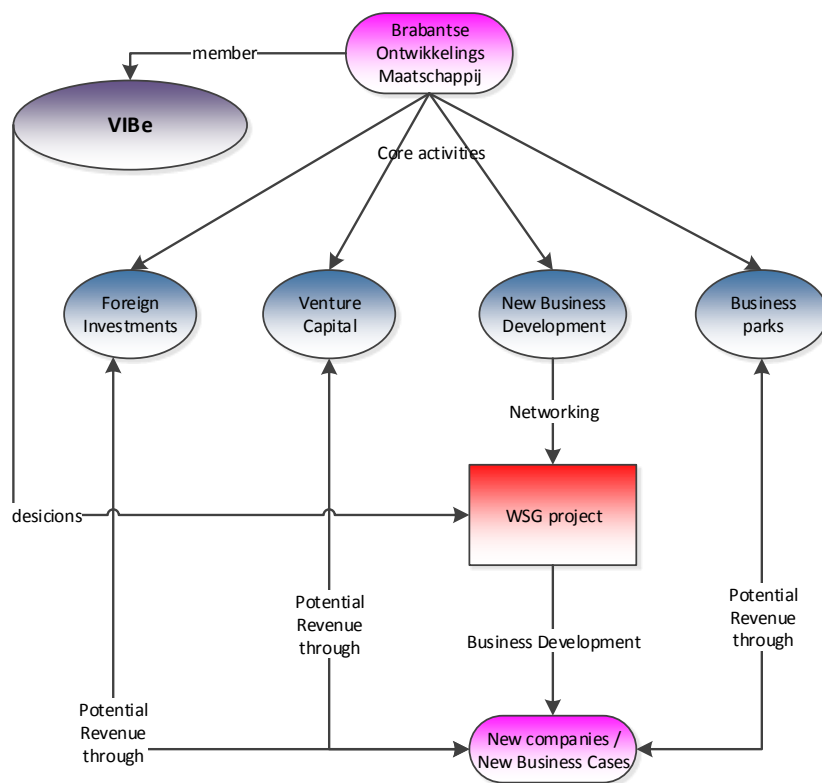 Brabantse
Ontwikkelings
Maatschappij
member
VIBe
Core activities
Foreign
Investments
Venture
Capital
New Business
Development
Business
parks
Networking
desicions
WSG project
Potential
Revenue
through
Potential
Revenue
through
Business Development
Potential
Revenue
through
New companies /
New Business Cases